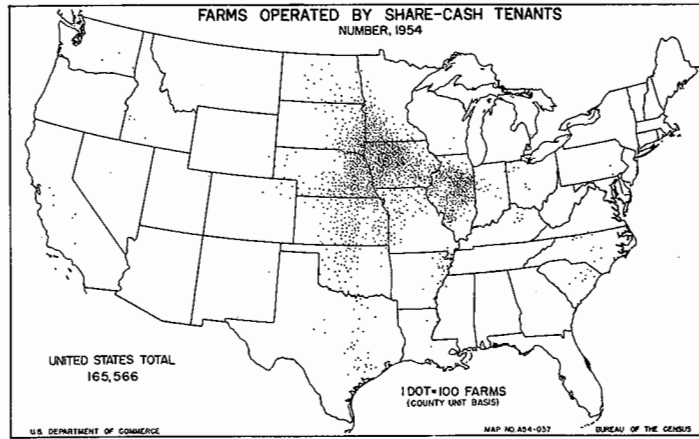 FARMS OPERATED BY SHARE-CASH TENANTS
NUMBER, 1954
UNITED STATES TOTAL
165,566
1 DOT=100 FARMS
(COUNTY UNIT BASIS)
U.S. DEPARTMENT OF COMMERCE
MAP NO. A54-037
BUREAU OF THE CENSUS